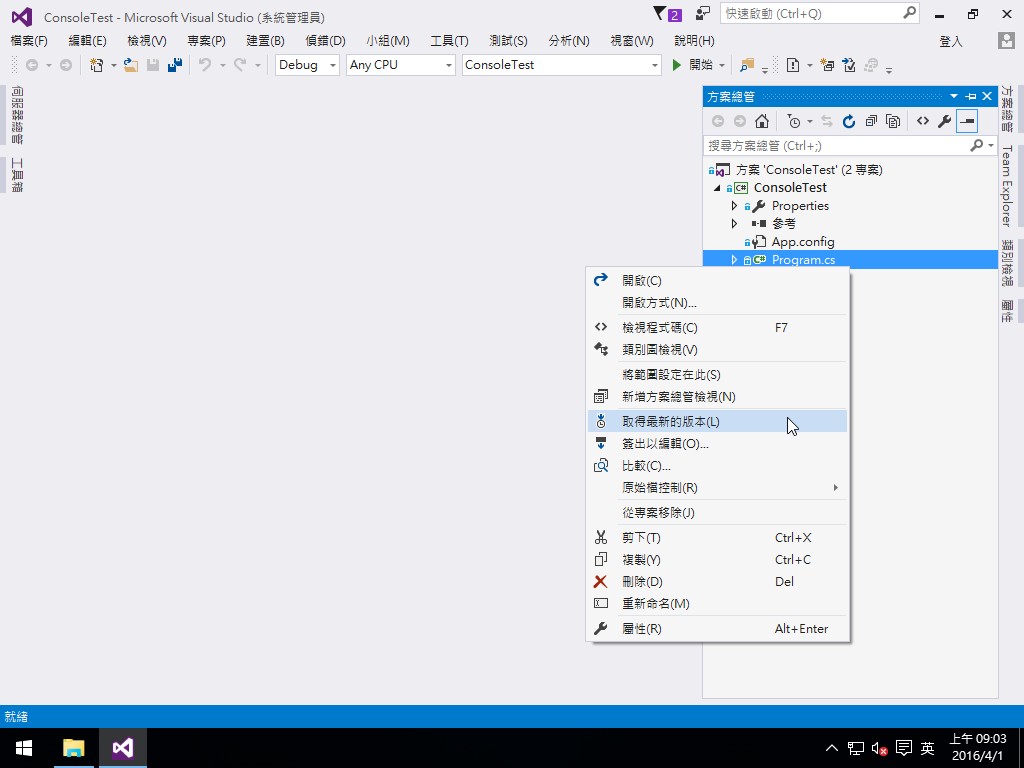 ConsoleTest - Microsoft Visual Studio (系統管理員)
2
快速啟動 (Ctrl+Q)
檔案(F) 編輯(E) 檢視(V) 專案(P) 建置(B) 偵錯(D) 小組(M) 工具(T) 測試(S) 分析(N) 視窗(W) 說明(H)
登入
Debug Any CPU ConsoleTest 開始
伺服器總管
工具箱
方案總管
搜尋方案總管 (Ctrl+;)
方案 'ConsoleTest' (2 專案)
C# ConsoleTest
Properties
參考
App.config
C# Program.cs
方案總管
Team Explorer
類別檢視
屬性
開啟(C)
開啟方式(N)...
檢視程式碼(C) F7
類別圖檢視(V)
將範圍設定在此(S)
新增方案總管檢視(N)
取得最新的版本(L)
簽出以編輯(O)...
比較(C)...
原始檔控制(R)
從專案移除(J)
剪下(T) Ctrl+X
複製(Y) Ctrl+C
刪除(D) Del
重新命名(M)
屬性(R) Alt+Enter
就緒
英
上午 09:03
2016/4/1